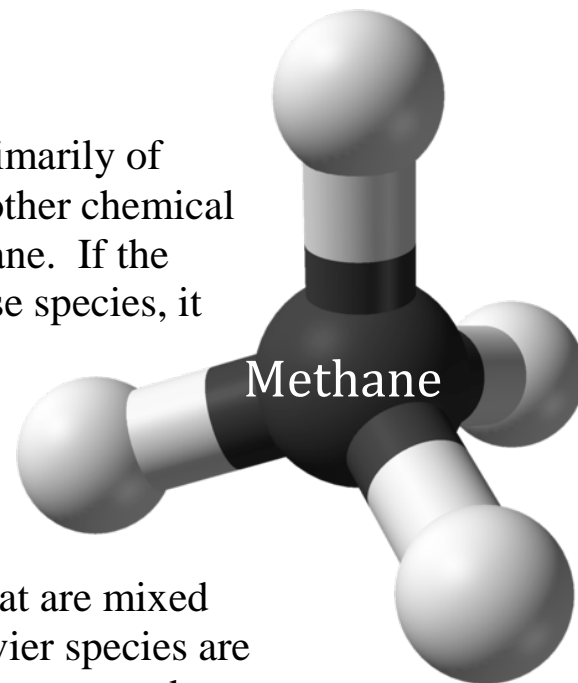 imarily of
other chemical
ane. If the
se species, it
Methane
at are mixed
vier species are